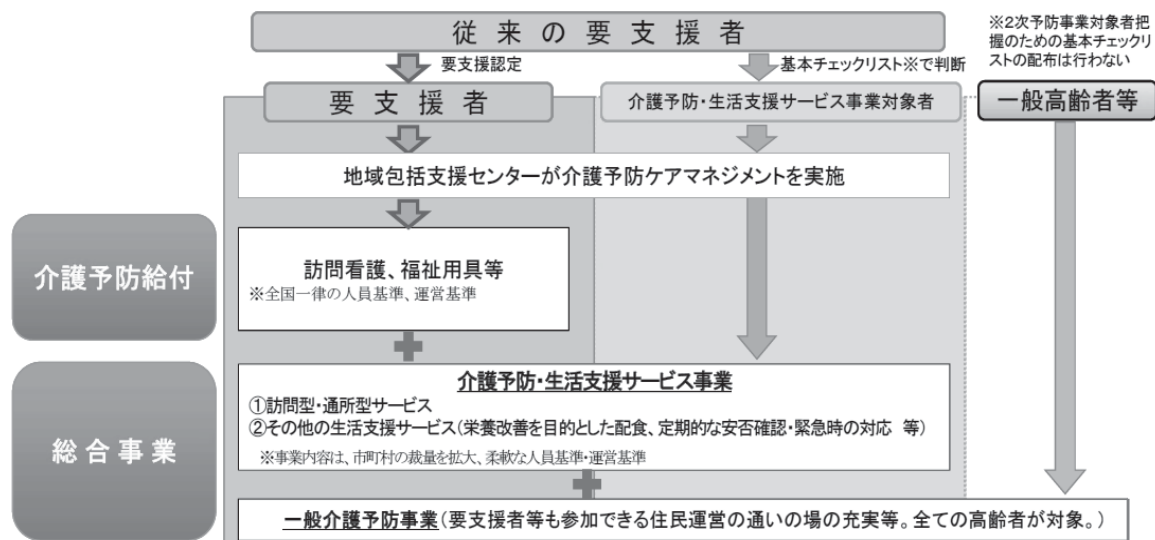 従来の要支援者
※2次予防事業対象者把
握のための基本チェックリ
ストの配布は行わない
要支援認定
基本チェックリスト※で判断
要支援者
介護予防・生活支援サービス事業対象者
一般高齢者等
地域包括支援センターが介護予防ケアマネジメントを実施
介護予防給付
訪問看護、福祉用具等
※全国一律の人員基準、運営基準
総合事業
介護予防・生活支援サービス事業
①訪問型・通所型サービス
②その他の生活支援サービス(栄養改善を目的とした配食、定期的な安否確認・緊急時の対応 等)
※事業内容は、市町村の裁量を拡大、柔軟な人員基準・運営基準
一般介護予防事業(要支援者等も参加できる住民運営の通いの場の充実等。全ての高齢者が対象。)